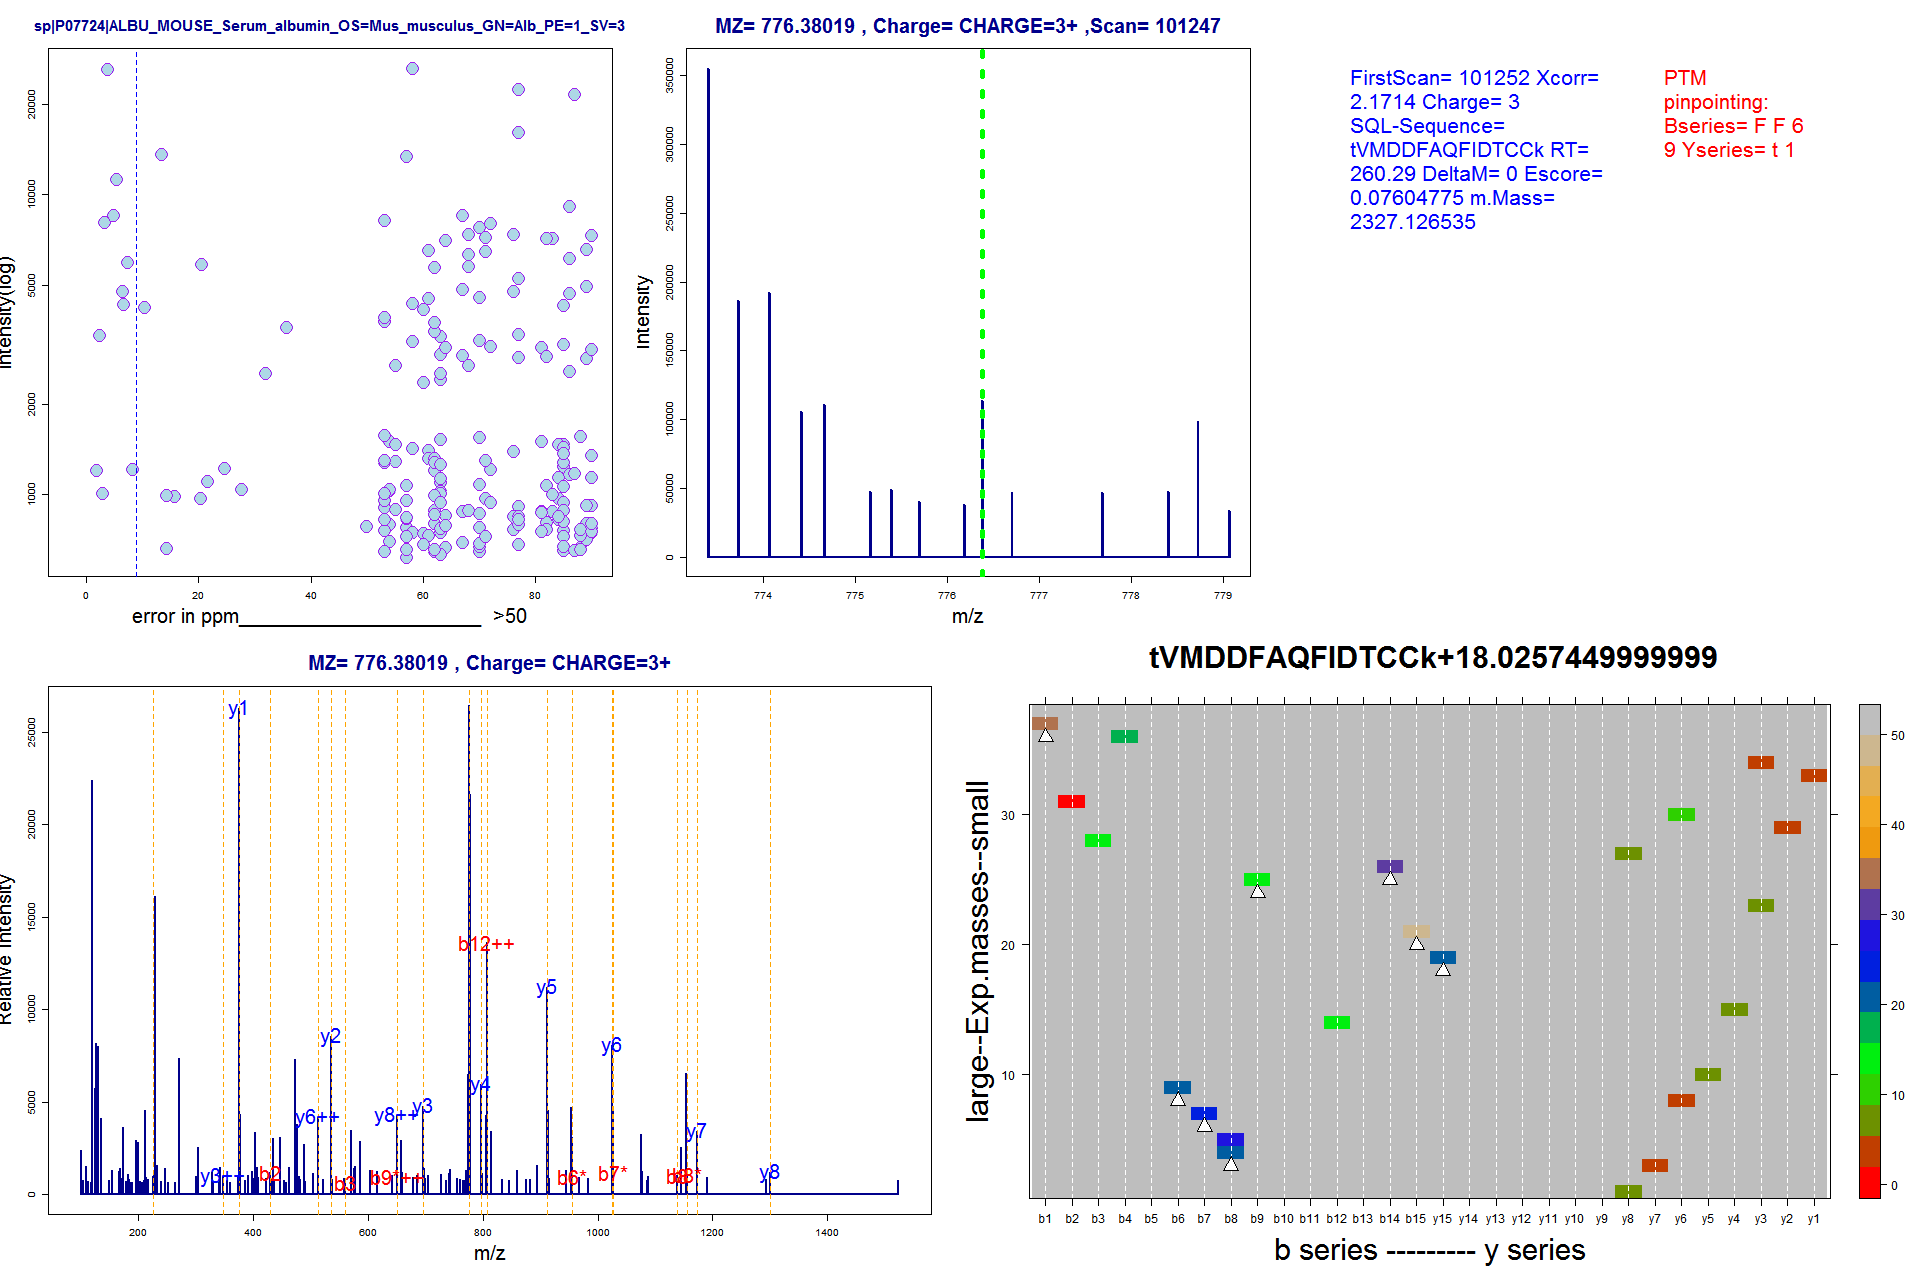 sp|P07724|ALBU_MOUSE_Serum_albumin_OS=Mus_musculus_GN=Alb_PE=1_SV=3
Intensity(log)
1000
2000
5000
10000
20000
0
20
40
60
80
error in ppm______________________ >50
MZ= 776.38019 , Charge= CHARGE=3+ ,Scan= 101247
Intensity
0
50000
100000
150000
200000
250000
300000
350000
774
775
776
777
778
779
m/z
FirstScan= 101252 Xcorr=
2.1714 Charge= 3
SQL-Sequence=
tVMDDFAQFIDTCCk RT=
260.29 DeltaM= 0 Escore=
0.07604775 m.Mass=
2327.126535
PTM
pinpointing:
Bseries= F F 6
9 Yseries= t 1
MZ= 776.38019 , Charge= CHARGE=3+
Relative Intensity
0
5000
10000
15000
20000
25000
y1
b12++
y5
y2
y6
y4
y6++
y8++
y3
y7
y3++
b2
b3
b9*++
b6*
b7*
b8*
y8
200
400
600
800
1000
1200
1400
m/z
tVMDDFAQFIDTCCk+18.0257449999999
large--Exp.masses--small
10
20
30
b1 b2 b3 b4 b5 b6 b7 b8 b9 b10 b11 b12 b13 b14 b15 y15 y14 y13 y12 y11 y10 y9 y8 y7 y6 y5 y4 y3 y2 y1
b series --------- y series
50
40
30
20
10
0